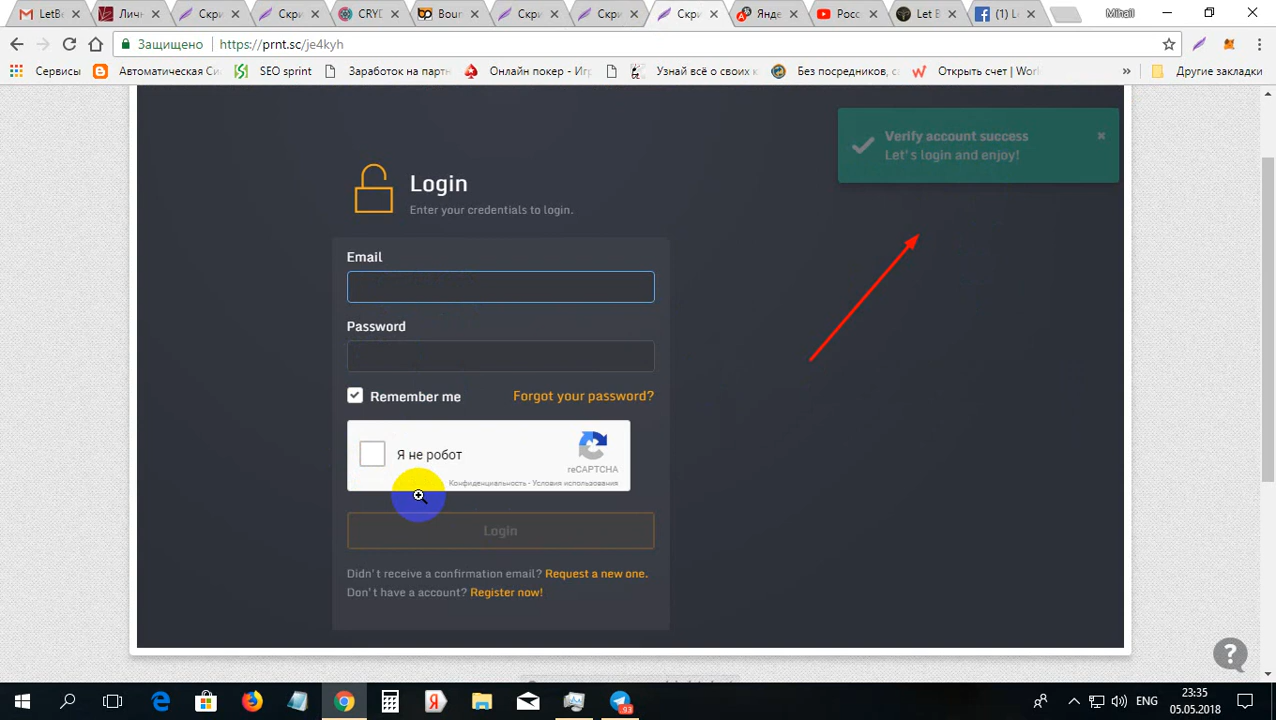 LetBe
Личн
Скри
Скри
CRYD
Boun
Скри
Скри
Скри
Янде
Росс
Let B
(1) L
Mihail
Защищено
https://prnt.sc/je4kyh
Сервисы
Автоматическая Си
SEO sprint
Заработок на партн
Онлайн покер - Игр
Узнай всё о своих к
Без посредников, с
Открыть счет | Worl
»
Другие закладки
Verify account success
Let's login and enjoy!
Login
Enter your credentials to login.
Email
Password
Remember me
Forgot your password?
Я не робот
reCAPTCHA
Конфиденциальность - Условия использования
Login
Didn't receive a confirmation email? Request a new one.
Don't have a account? Register now!
?
93
ENG
23:35
05.05.2018